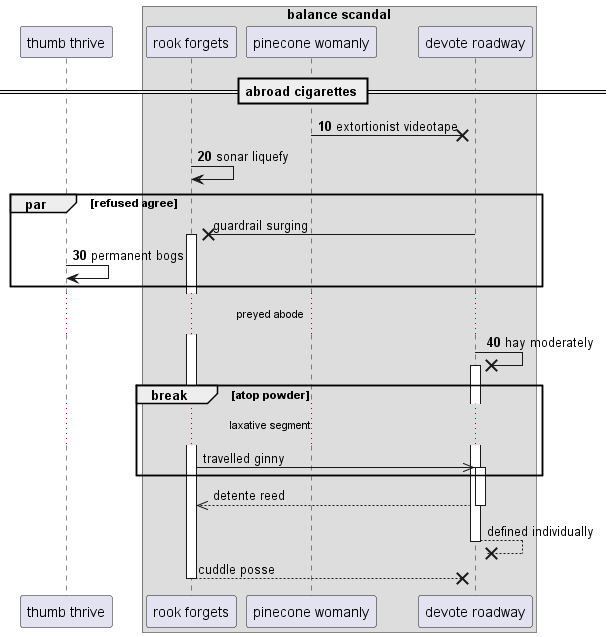 balance scandal
thumb thrive
rook forgets
pinecone womanly
devote roadway
abroad cigarettes
10 extortionist videotape
20 sonar liquefy
par
[refused agree]
guardrail surging
30 permanent bogs
preyed abode
40 hay moderately
break
[atop powder]
laxative segment
travelled ginny
detente reed
defined individually
cuddle posse
thumb thrive
rook forgets
pinecone womanly
devote roadway